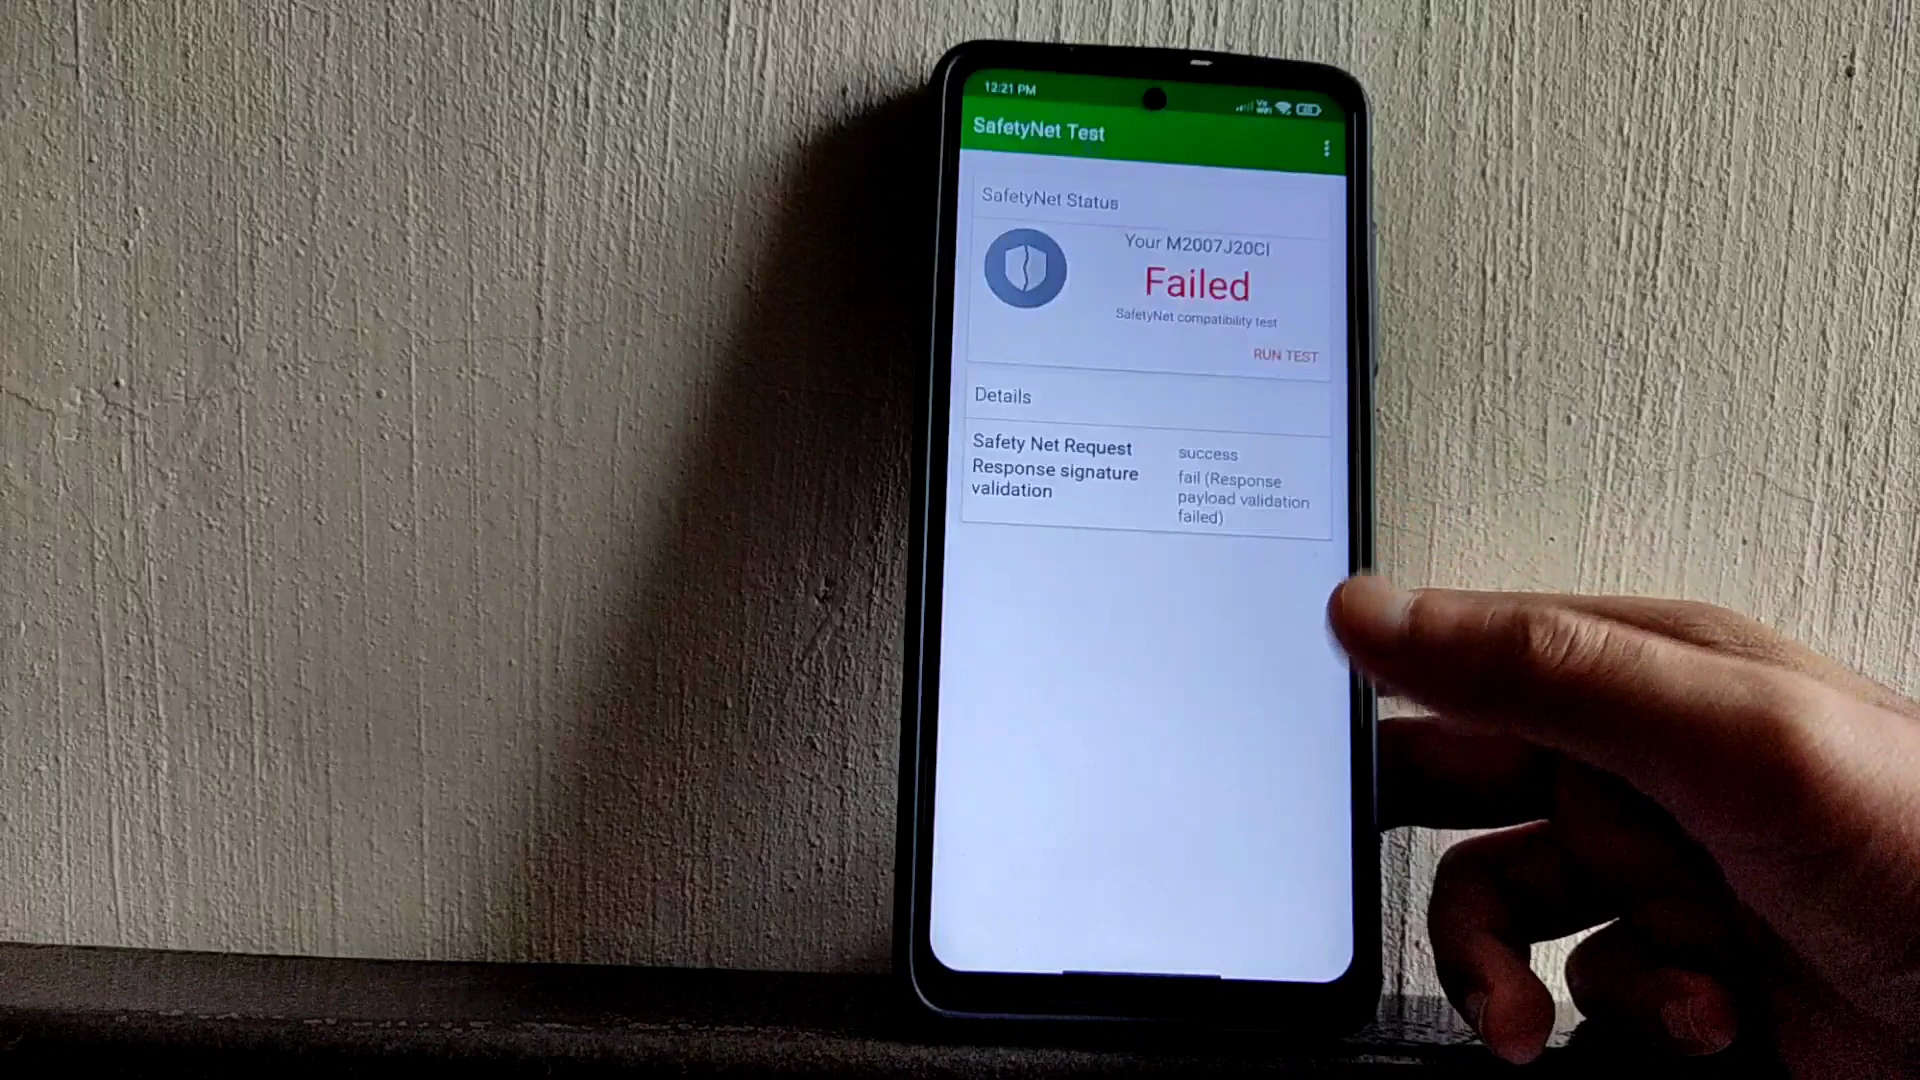 12:21 PM
SafetyNet Test
SafetyNet Status
Your M2007J20CI
Failed
SafetyNet compatibility test
RUN TEST
Details
Safety Net Request
success
Response signature
validation
fail (Response
payload validation
failed)